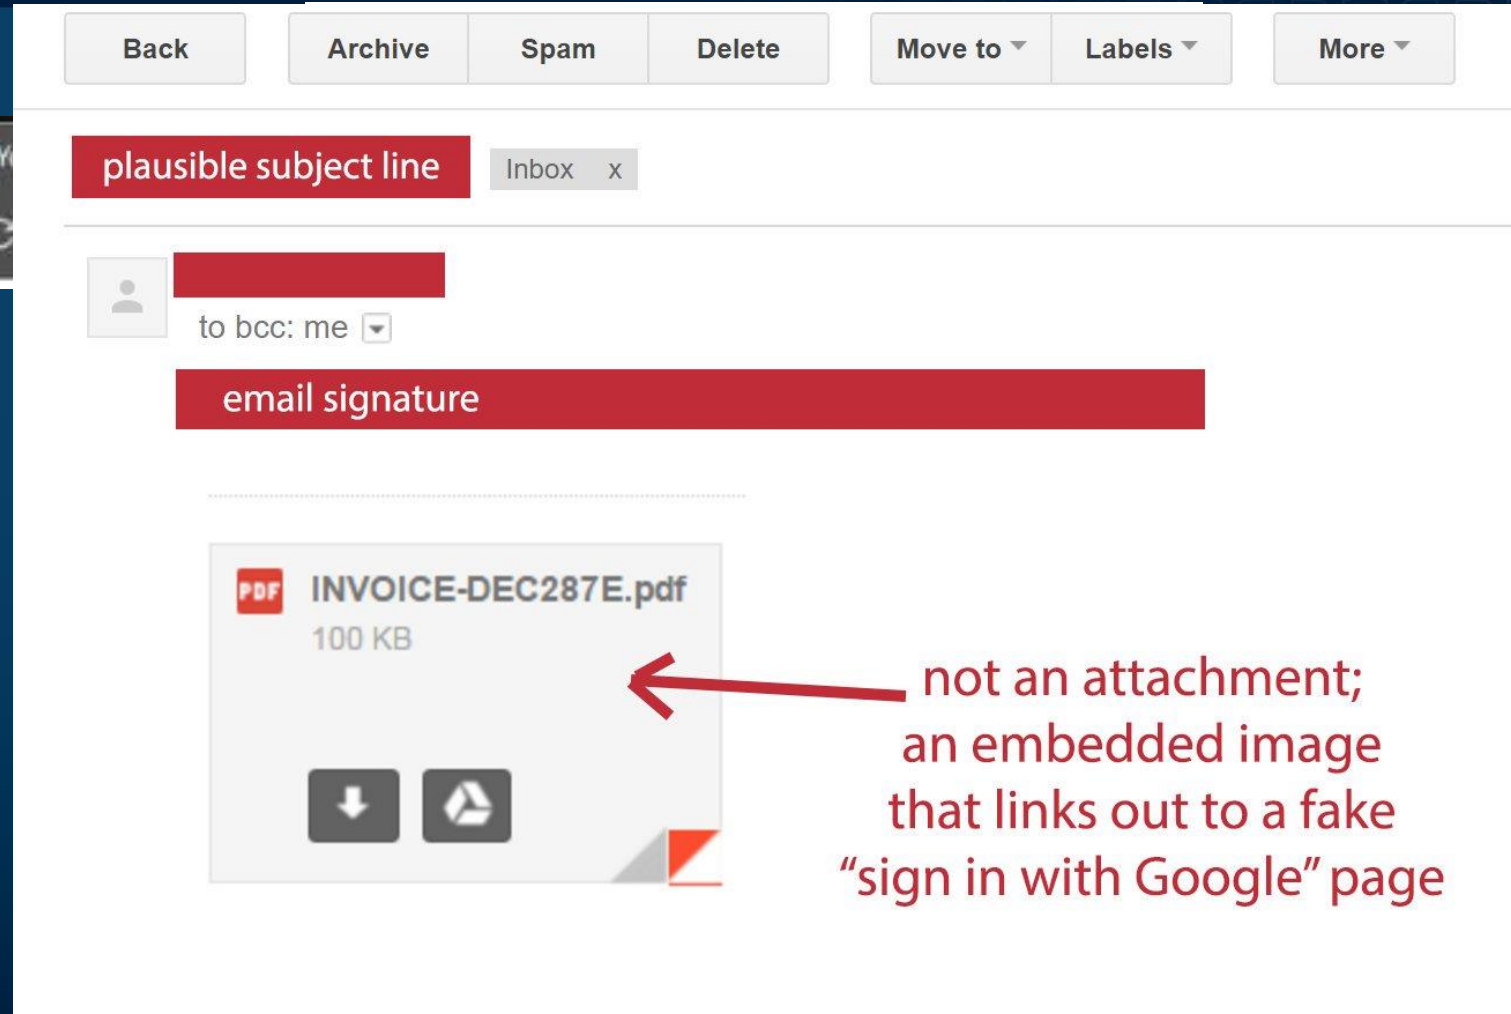 Back Archive Spam Delete Move to Labels More
plausible subject line Inbox x
to bcc: me
email signature
PDF INVOICE-DEC287E.pdf
100 KB
not an attachment;
an embedded image
that links out to a fake
“sign in with Google” page